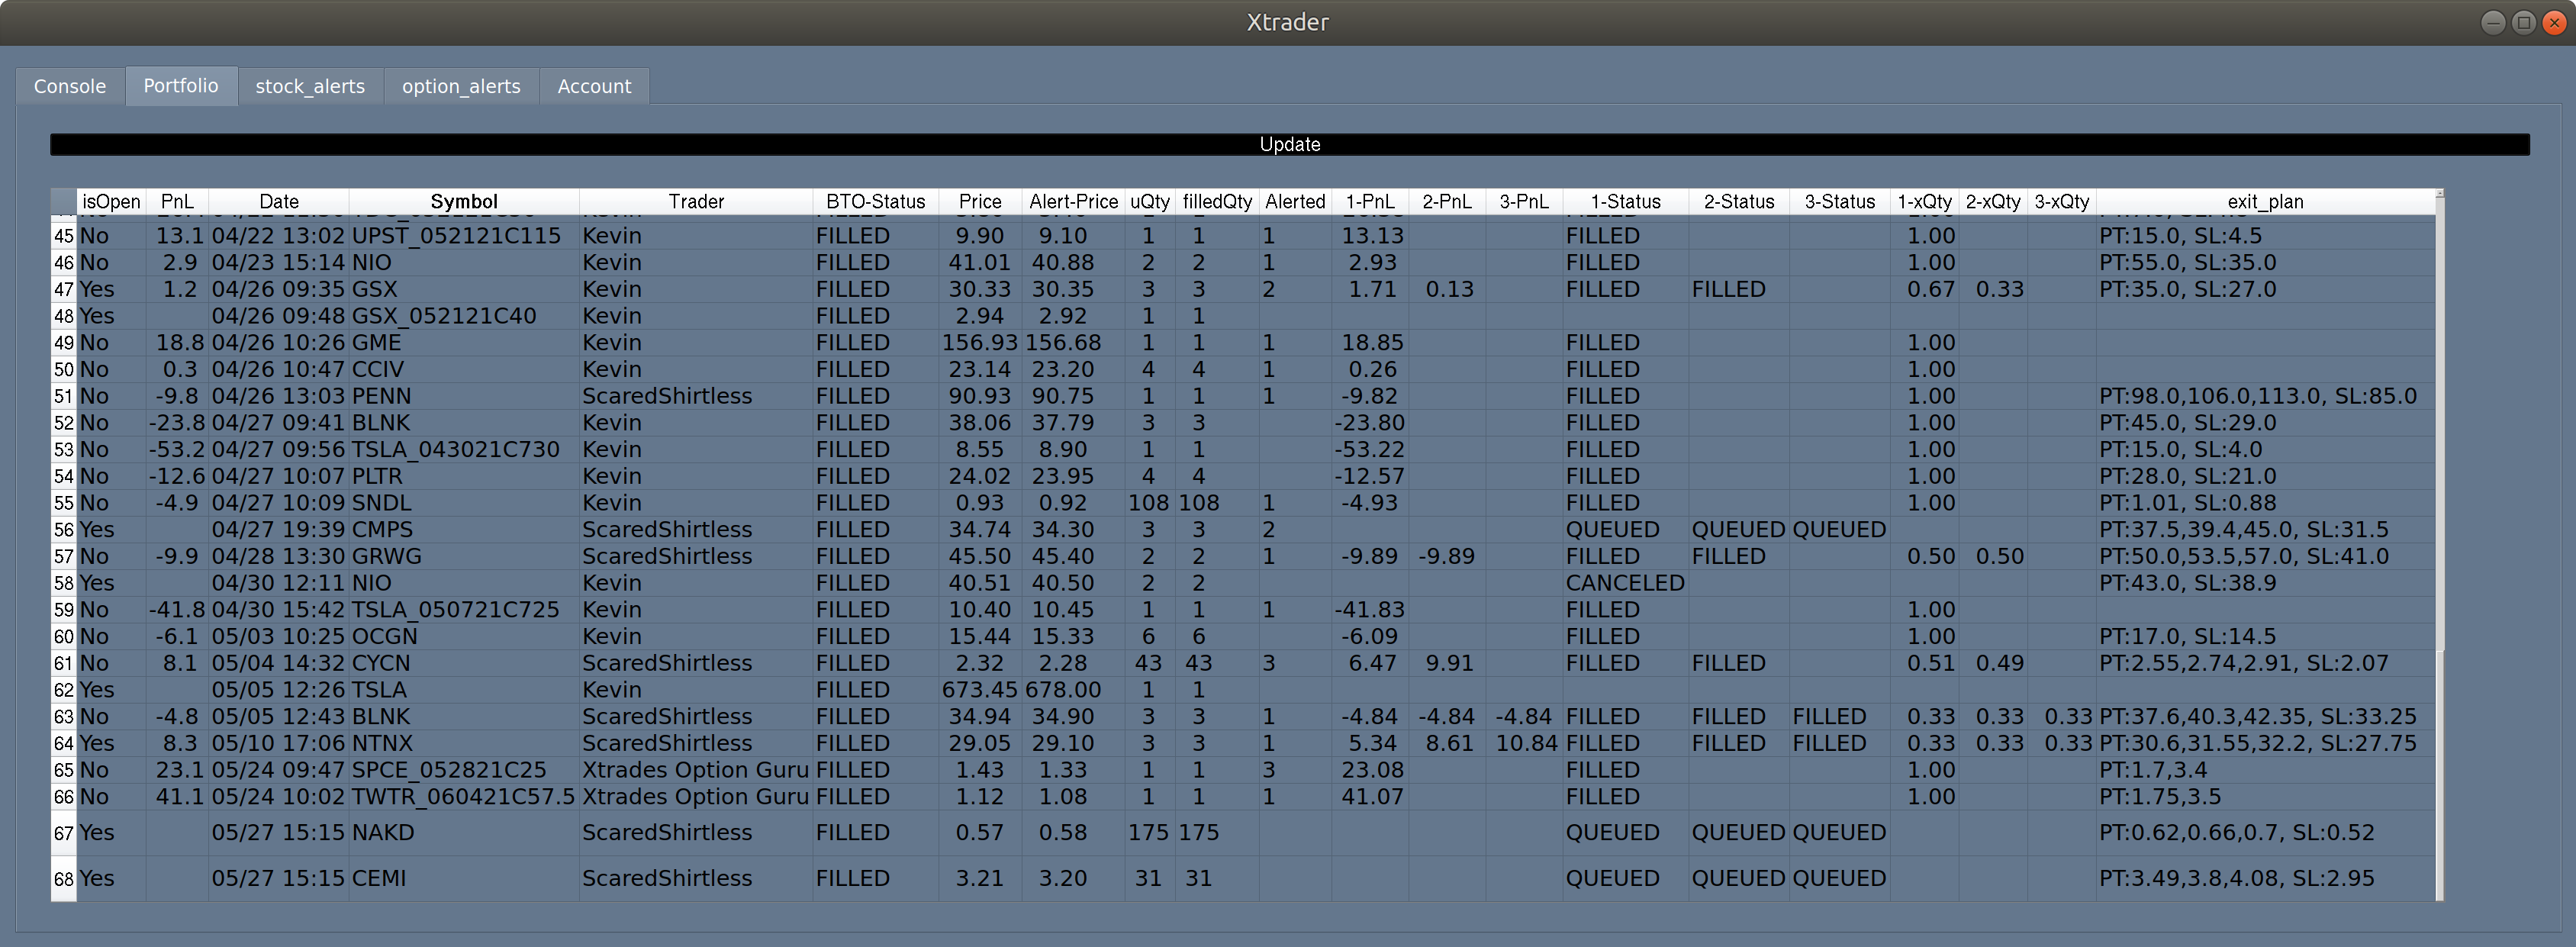 Xtrader
Console Portfolio stock_alerts option_alerts Account
Update
isOpen PnL Date Symbol Trader BTO-Status Price Alert-Price uQty filledQty Alerted 1-PnL 2-PnL 3-PnL 1-Status 2-Status 3-Status 1-xQty 2-xQty 3-xQty exit_plan
45 No 13.1 04/22 13:02 UPST_052121C115 Kevin FILLED 9.90 9.10 1 1 1 13.13 FILLED 1.00 PT:15.0, SL:4.5
46 No 2.9 04/23 15:14 NIO Kevin FILLED 41.01 40.88 2 2 1 2.93 FILLED 1.00 PT:55.0, SL:35.0
47 Yes 1.2 04/26 09:35 GSX Kevin FILLED 30.33 30.35 3 3 2 1.71 0.13 FILLED FILLED 0.67 0.33 PT:35.0, SL:27.0
48 Yes 04/26 09:48 GSX_052121C40 Kevin FILLED 2.94 2.92 1 1
49 No 18.8 04/26 10:26 GME Kevin FILLED 156.93 156.68 1 1 1 18.85 FILLED 1.00
50 No 0.3 04/26 10:47 CCIV Kevin FILLED 23.14 23.20 4 4 1 0.26 FILLED 1.00
51 No -9.8 04/26 13:03 PENN ScaredShirtless FILLED 90.93 90.75 1 1 1 -9.82 FILLED 1.00 PT:98.0,106.0,113.0, SL:85.0
52 No -23.8 04/27 09:41 BLNK Kevin FILLED 38.06 37.79 3 3 -23.80 FILLED 1.00 PT:45.0, SL:29.0
53 No -53.2 04/27 09:56 TSLA_043021C730 Kevin FILLED 8.55 8.90 1 1 -53.22 FILLED 1.00 PT:15.0, SL:4.0
54 No -12.6 04/27 10:07 PLTR Kevin FILLED 24.02 23.95 4 4 -12.57 FILLED 1.00 PT:28.0, SL:21.0
55 No -4.9 04/27 10:09 SNDL Kevin FILLED 0.93 0.92 108 108 1 -4.93 FILLED 1.00 PT:1.01, SL:0.88
56 Yes 04/27 19:39 CMPS ScaredShirtless FILLED 34.74 34.30 3 3 2 QUEUED QUEUED QUEUED PT:37.5,39.4,45.0, SL:31.5
57 No -9.9 04/28 13:30 GRWG ScaredShirtless FILLED 45.50 45.40 2 2 1 -9.89 -9.89 FILLED FILLED 0.50 0.50 PT:50.0,53.5,57.0, SL:41.0
58 Yes 04/30 12:11 NIO Kevin FILLED 40.51 40.50 2 2 CANCELED PT:43.0, SL:38.9
59 No -41.8 04/30 15:42 TSLA_050721C725 Kevin FILLED 10.40 10.45 1 1 1 -41.83 FILLED 1.00
60 No -6.1 05/03 10:25 OCGN Kevin FILLED 15.44 15.33 6 6 -6.09 FILLED 1.00 PT:17.0, SL:14.5
61 No 8.1 05/04 14:32 CYCN ScaredShirtless FILLED 2.32 2.28 43 43 3 6.47 9.91 FILLED FILLED 0.51 0.49 PT:2.55,2.74,2.91, SL:2.07
62 Yes 05/05 12:26 TSLA Kevin FILLED 673.45 678.00 1 1
63 No -4.8 05/05 12:43 BLNK ScaredShirtless FILLED 34.94 34.90 3 3 1 -4.84 -4.84 -4.84 FILLED FILLED FILLED 0.33 0.33 0.33 PT:37.6,40.3,42.35, SL:33.25
64 Yes 8.3 05/10 17:06 NTNX ScaredShirtless FILLED 29.05 29.10 3 3 1 5.34 8.61 10.84 FILLED FILLED FILLED 0.33 0.33 0.33 PT:30.6,31.55,32.2, SL:27.75
65 No 23.1 05/24 09:47 SPCE_052821C25 Xtrades Option Guru FILLED 1.43 1.33 1 1 3 23.08 FILLED 1.00 PT:1.7,3.4
66 No 41.1 05/24 10:02 TWTR_060421C57.5 Xtrades Option Guru FILLED 1.12 1.08 1 1 1 41.07 FILLED 1.00 PT:1.75,3.5
67 Yes 05/27 15:15 NAKD ScaredShirtless FILLED 0.57 0.58 175 175 QUEUED QUEUED QUEUED PT:0.62,0.66,0.7, SL:0.52
68 Yes 05/27 15:15 CEMI ScaredShirtless FILLED 3.21 3.20 31 31 QUEUED QUEUED QUEUED PT:3.49,3.8,4.08, SL:2.95